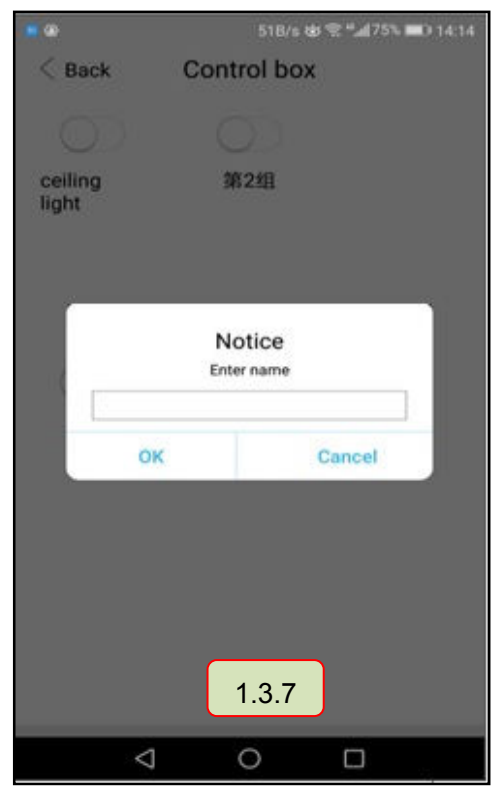 51B/s 75% 14:14
Back Control box
ceiling 第2组
light
Notice
Enter name
OK Cancel
1.3.7